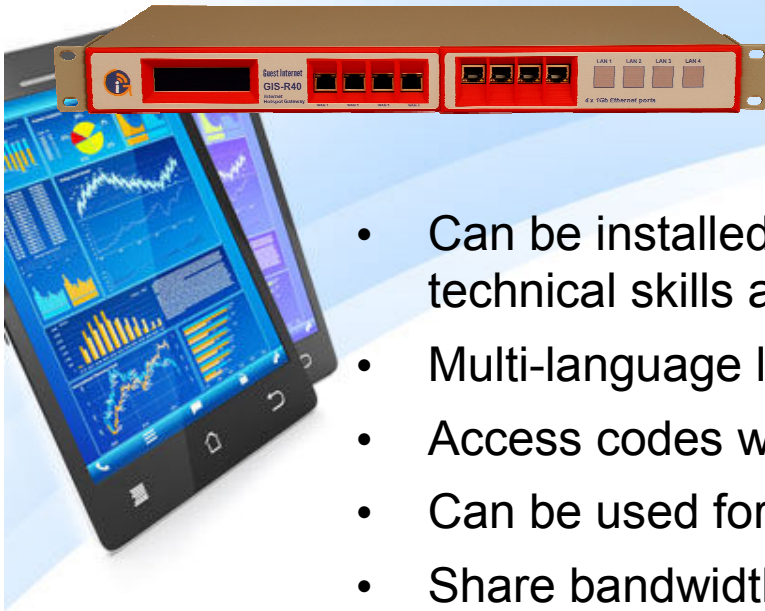 Guest Internet
GIS-R40
Internet
Hotspot Gateway
LAN 1 LAN 2 LAN 3 LAN 4
4 x 1Gb Ethernet ports
• Can be installed
technical skills a
• Multi-language l
• Access codes w
• Can be used for
• Share bandwidth